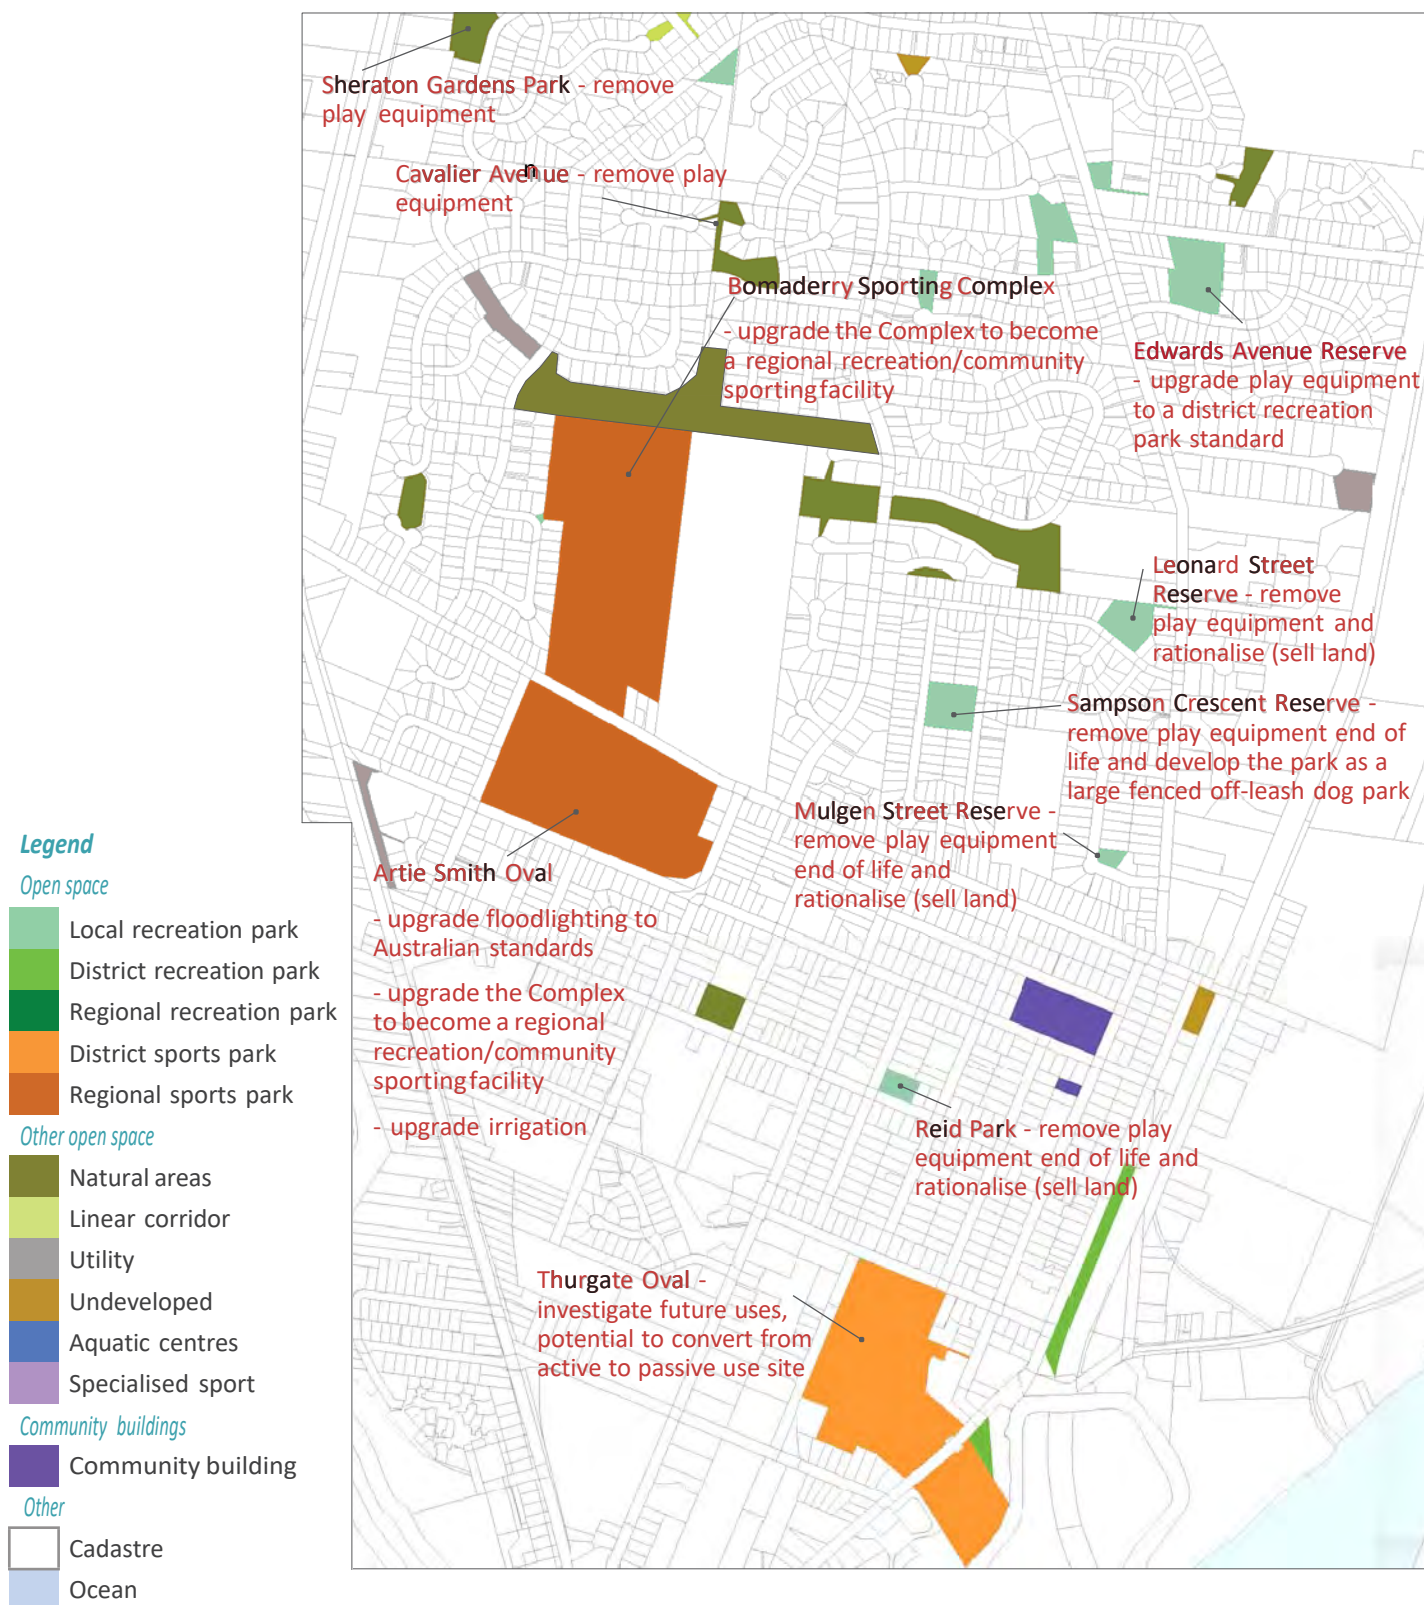 Sheraton Gardens Park - remove
play equipment
Cavalier Avenue - remove play
equipment
Bomaderry Sporting Complex
- upgrade the Complex to become
a regional recreation/community
sporting facility
Edwards Avenue Reserve
- upgrade play equipment
to a district recreation
park standard
Leonard Street
Reserve - remove
play equipment and
rationalise (sell land)
Sampson Crescent Reserve -
remove play equipment end of
life and develop the park as a
large fenced off-leash dog park
Mulgen Street Reserve -
remove play equipment
end of life and
rationalise (sell land)
Artie Smith Oval
- upgrade floodlighting to
Australian standards
- upgrade the Complex
to become a regional
recreation/community
sporting facility
- upgrade irrigation
Reid Park - remove play
equipment end of life and
rationalise (sell land)
Thurgate Oval -
investigate future uses,
potential to convert from
active to passive use site
Legend
Open space
Local recreation park
District recreation park
Regional recreation park
District sports park
Regional sports park
Other open space
Natural areas
Linear corridor
Utility
Undeveloped
Aquatic centres
Specialised sport
Community buildings
Community building
Other
Cadastre
Ocean